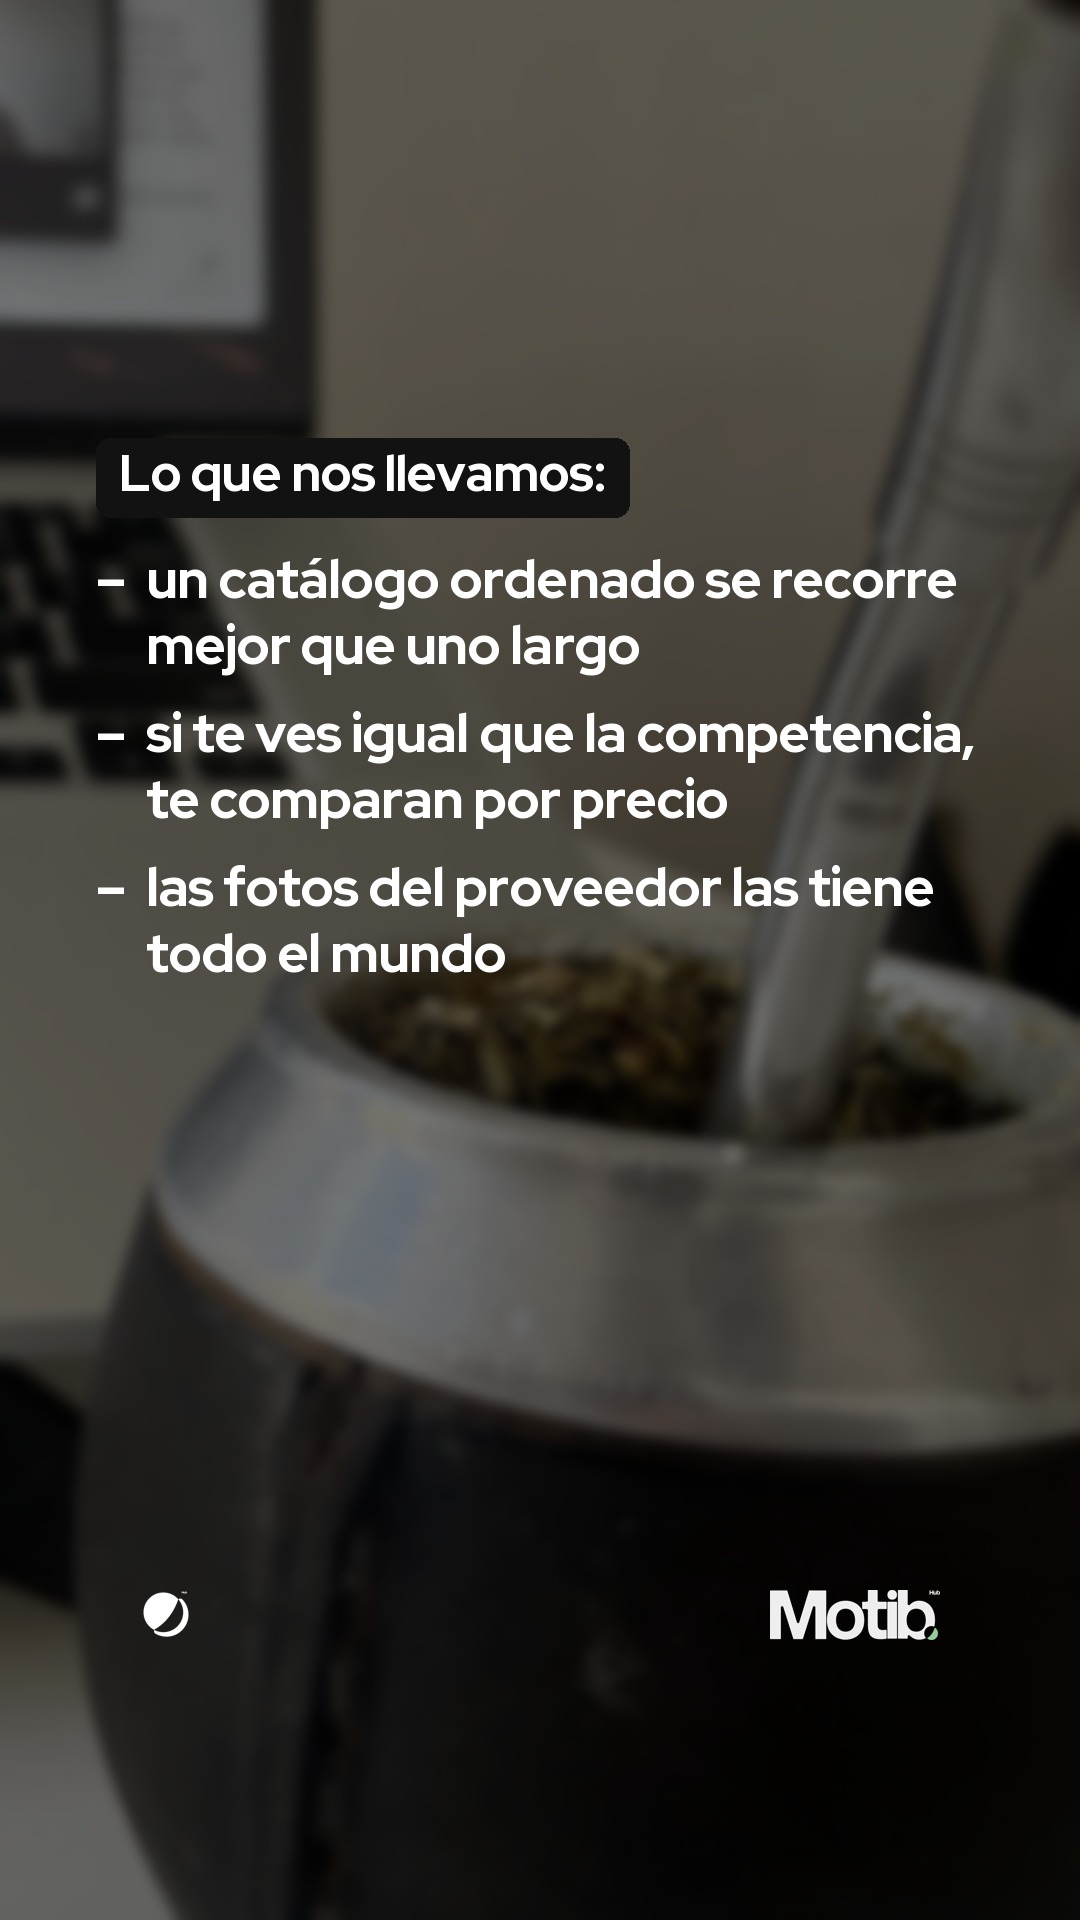 Lo que nos llevamos:
– un catálogo ordenado se recorre
mejor que uno largo
– si te ves igual que la competencia,
te comparan por precio
– las fotos del proveedor las tiene
todo el mundo
Motib
Hub